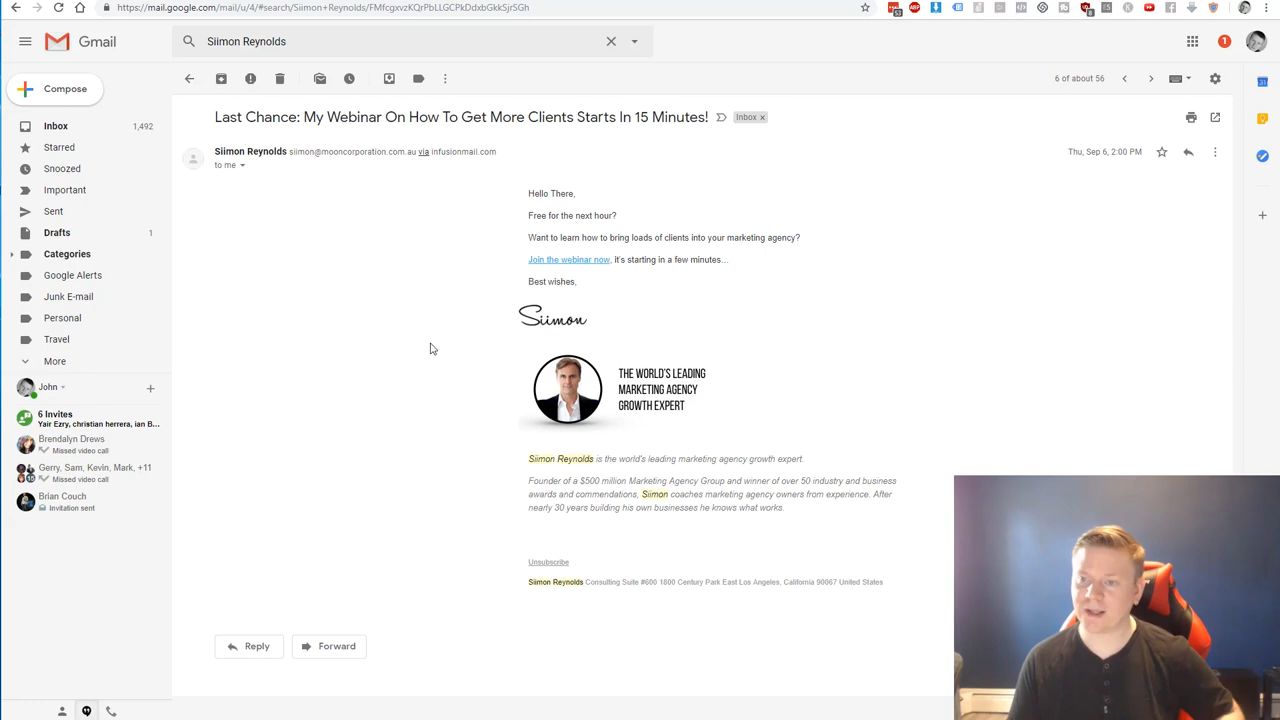 https://mail.google.com/mail/u/4/#search/Siimon+Reynolds/FMfcgxvzKQrPbLLGCPkDdxbGkkSjrSGh
Gmail
Siimon Reynolds
1
Compose
6 of about 56
Inbox 1,492
Starred
Snoozed
Important
Sent
Drafts 1
Categories
Google Alerts
Junk E-mail
Personal
Travel
More
John
6 Invites
Yair Ezry, christian herrera, ian B...
Brendalyn Drews
Missed video call
Gerry, Sam, Kevin, Mark, +11
Missed video call
Brian Couch
Invitation sent
Last Chance: My Webinar On How To Get More Clients Starts In 15 Minutes! Inbox x
Siimon Reynolds siimon@mooncorporation.com.au via infusionmail.com
Thu, Sep 6, 2:00 PM
to me
Hello There,
Free for the next hour?
Want to learn how to bring loads of clients into your marketing agency?
Join the webinar now, it's starting in a few minutes…
Best wishes,
Siimon
THE WORLD'S LEADING
MARKETING AGENCY
GROWTH EXPERT
Siimon Reynolds is the world's leading marketing agency growth expert.
Founder of a $500 million Marketing Agency Group and winner of over 50 industry and business
awards and commendations, Siimon coaches marketing agency owners from experience. After
nearly 30 years building his own businesses he knows what works.
Unsubscribe
Siimon Reynolds Consulting Suite #600 1800 Century Park East Los Angeles, California 90067 United States
Reply
Forward